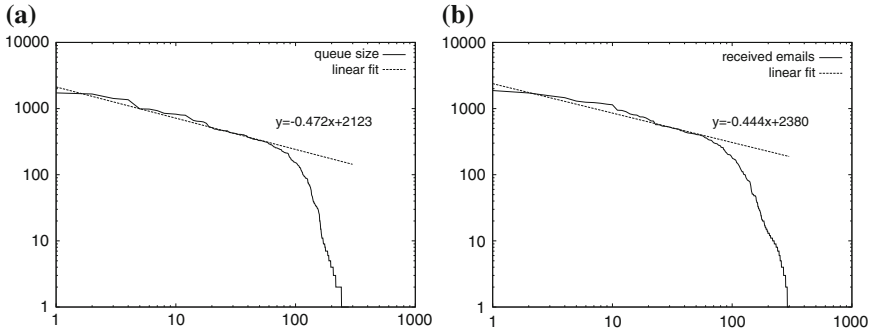 (a)
10000
1000
100
10
1
1 10 100 1000
queue size
linear fit
y=-0.472x+2123
(b)
10000
1000
100
10
1
1 10 100 1000
received emails
linear fit
y=-0.444x+2380